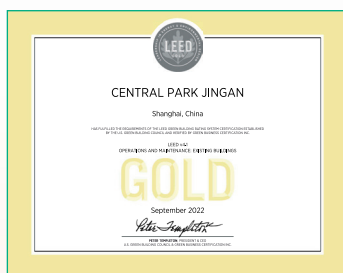 LEED
CENTRAL PARK JINGAN
Shanghai, China
HAS FULFILLED THE REQUIREMENTS OF THE LEED GREEN BUILDING RATING SYSTEM CERTIFICATION ESTABLISHED
BY THE U.S. GREEN BUILDING COUNCIL AND VERIFIED BY GREEN BUSINESS CERTIFICATION INC.
LEED v4.1
OPERATIONS AND MAINTENANCE: EXISTING BUILDINGS
GOLD
September 2022
Peter Templeton
PETER TEMPLETON, PRESIDENT & CEO
U.S. GREEN BUILDING COUNCIL & GREEN BUSINESS CERTIFICATION INC.